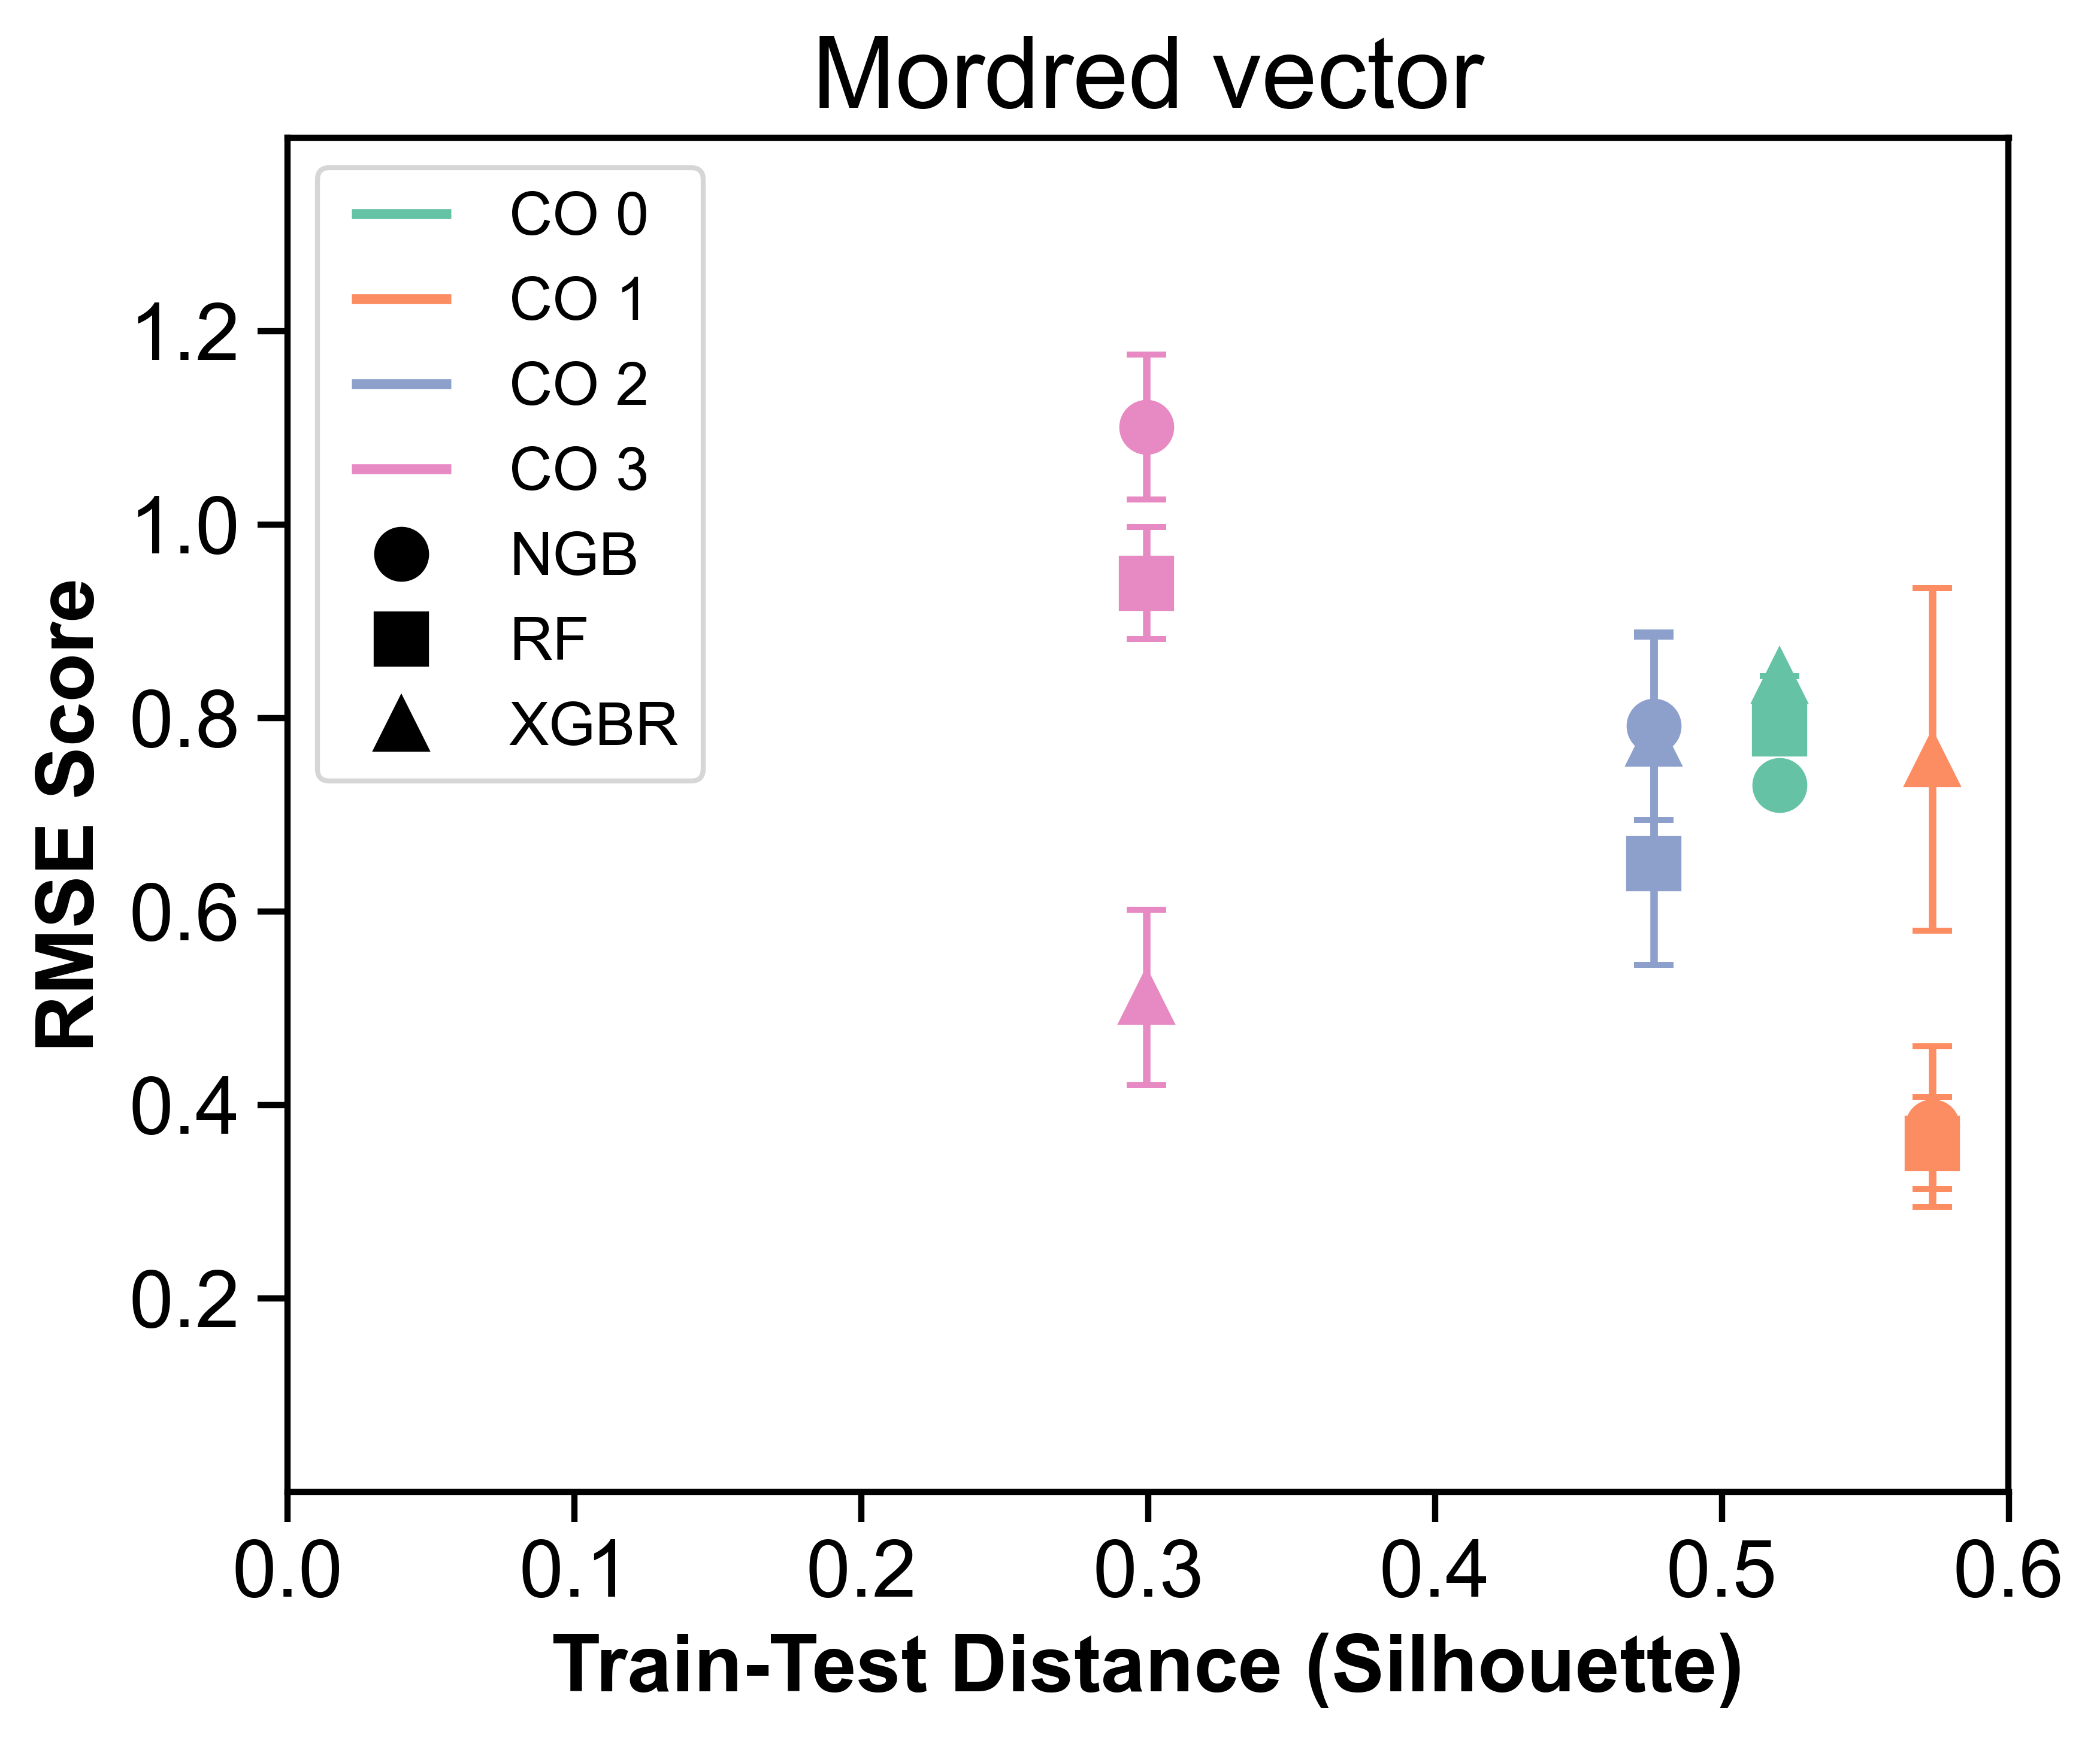 Mordred vector
CO 0
CO 1
CO 2
CO 3
NGB
RF
XGBR
1.2
1.0
0.8
0.6
0.4
0.2
RMSE Score
0.0 0.1 0.2 0.3 0.4 0.5 0.6
Train-Test Distance (Silhouette)